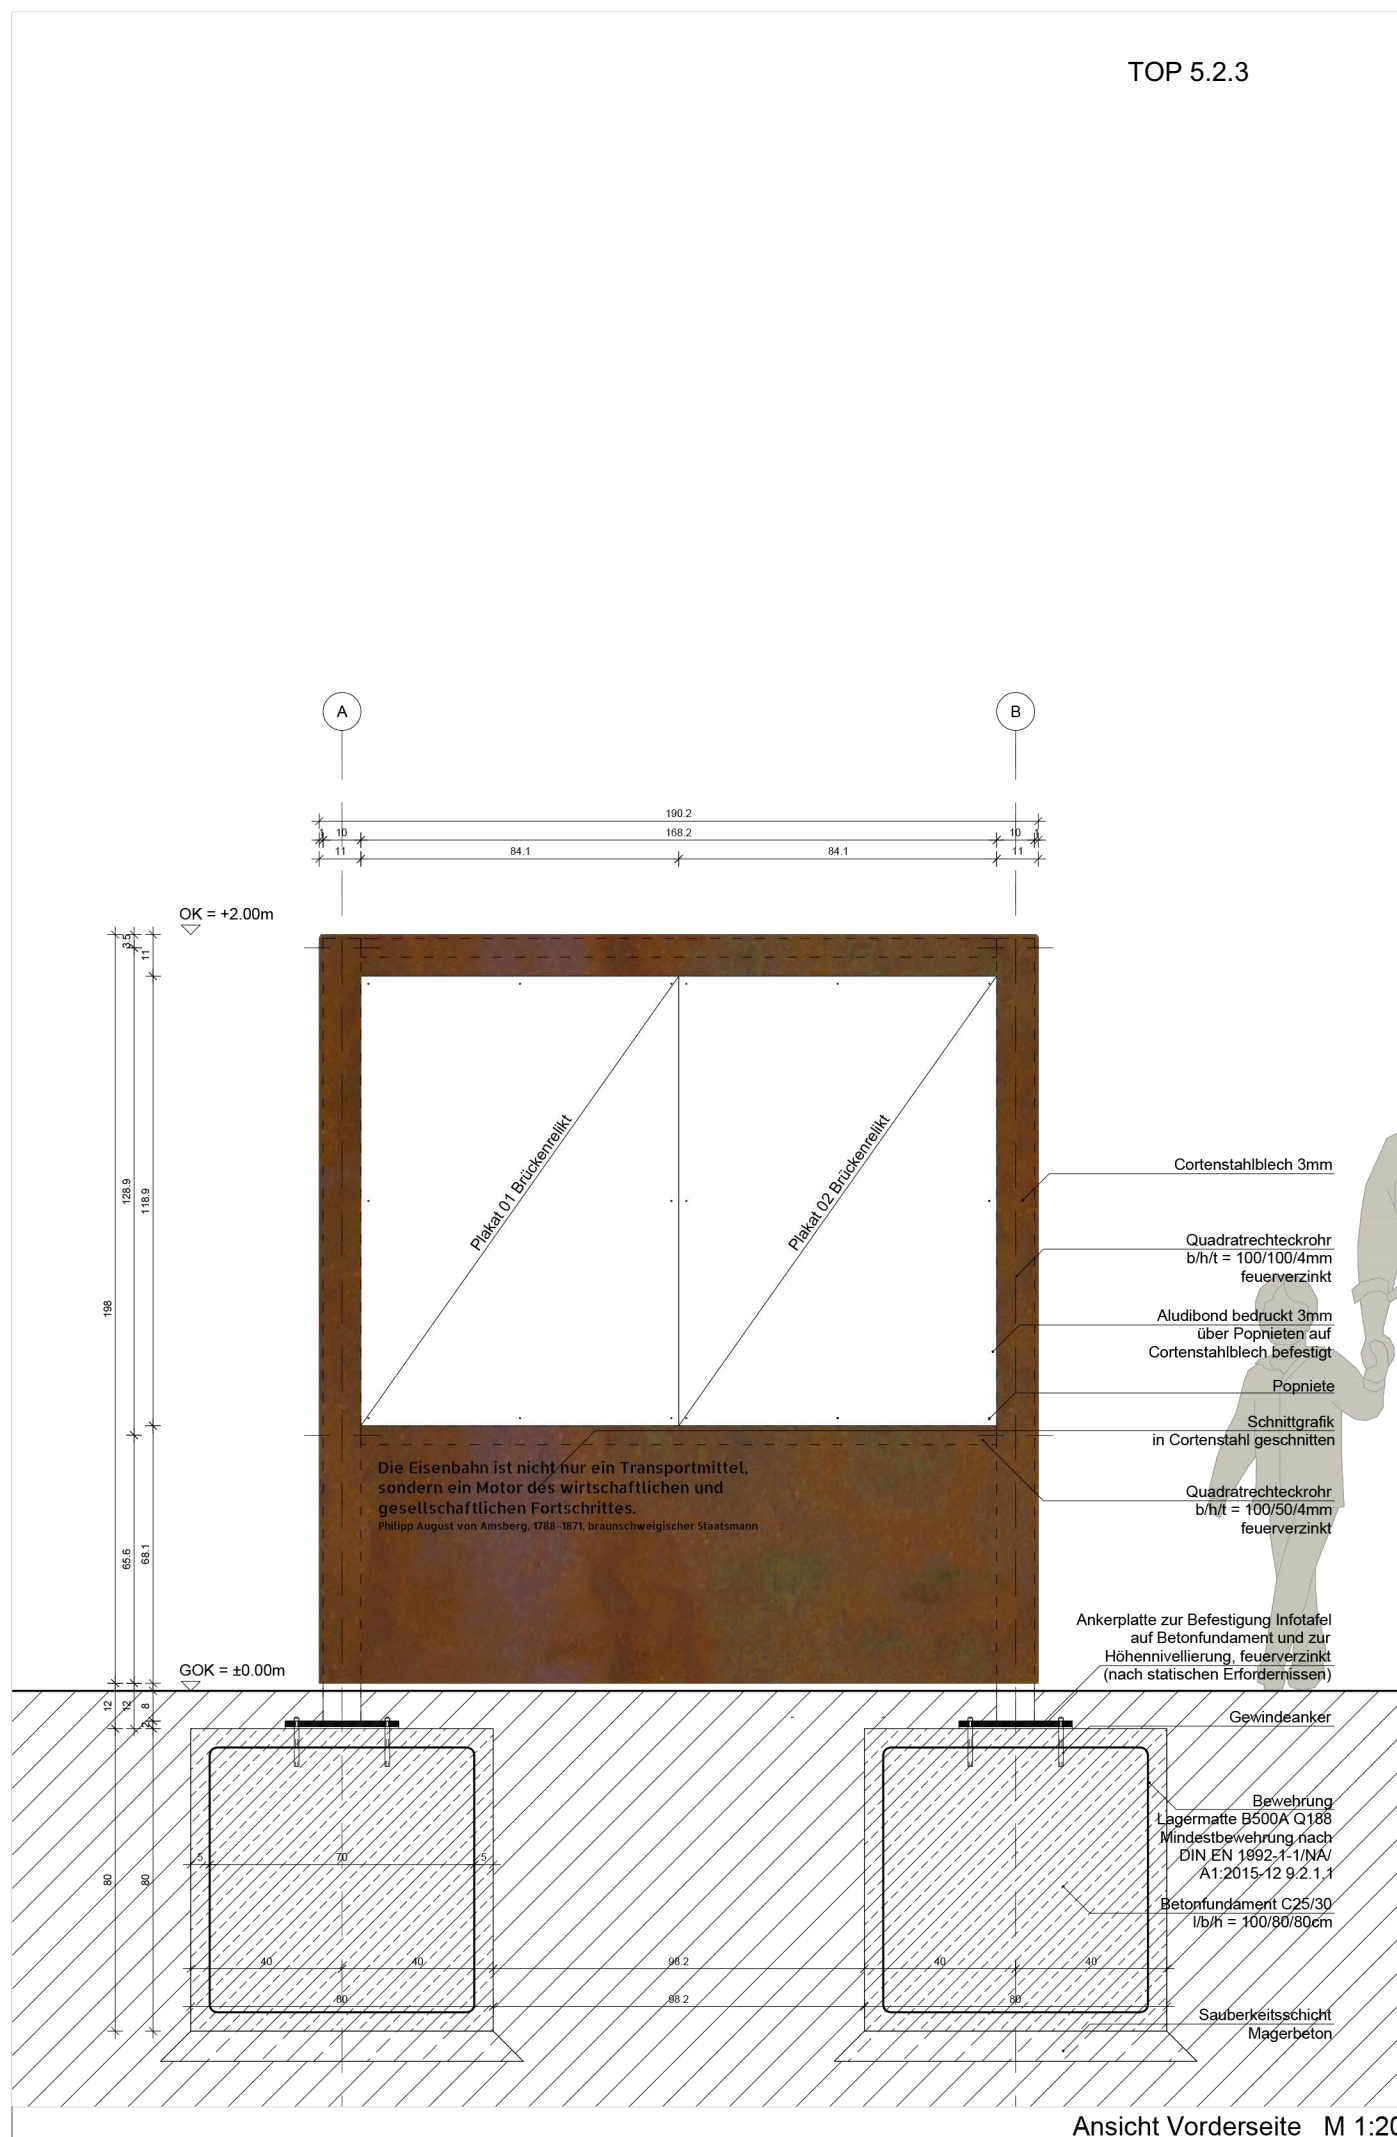 TOP 5.2.3
A
B
190.2
1 10 168.2 10 1
11 84.1 84.1 11
OK = +2.00m
3.5
11
128.9
118.9
198
65.6
68.1
Plakat 01 Brückenrelikt
Plakat 02 Brückenrelikt
Cortenstahlblech 3mm
Quadratrechteckrohr
b/h/t = 100/100/4mm
feuerverzinkt
Aludibond bedruckt 3mm
über Popnieten auf
Cortenstahlblech befestigt
Popniete
Schnittgrafik
in Cortenstahl geschnitten
Die Eisenbahn ist nicht nur ein Transportmittel,
sondern ein Motor des wirtschaftlichen und
gesellschaftlichen Fortschrittes.
Philipp August von Amsberg, 1788–1871, braunschweigischer Staatsmann
Quadratrechteckrohr
b/h/t = 100/50/4mm
feuerverzinkt
Ankerplatte zur Befestigung Infotafel
auf Betonfundament und zur
Höhennivellierung, feuerverzinkt
(nach statischen Erfordernissen)
GOK = ±0.00m
12
12
8
2
Gewindeanker
Bewehrung
Lagermatte B500A Q188
Mindestbewehrung nach
DIN EN 1992-1-1/NA/
A1:2015-12 9.2.1.1
5 70 5
80
80
Betonfundament C25/30
l/b/h = 100/80/80cm
40 40 98.2 40 40
80 98.2 80
Sauberkeitsschicht
Magerbeton
Ansicht Vorderseite M 1:20